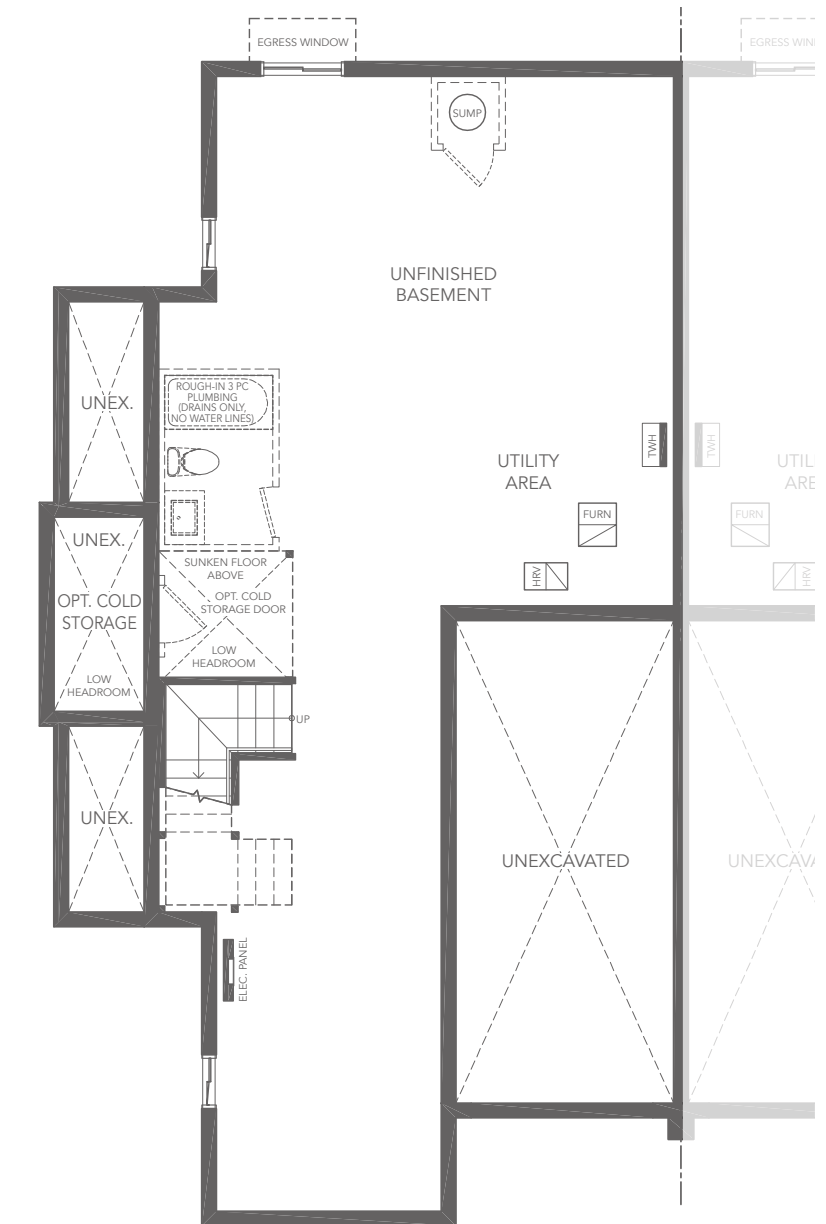 EGRESS WINDOW
EGRESS WIN
SUMP
UNFINISHED
BASEMENT
ROUGH-IN 3 PC
PLUMBING
(DRAINS ONLY,
NO WATER LINES)
UNEX.
UTILITY
AREA
TWH
TWH
UTIL
ARE
FURN
FURN
HRV
HRV
UNEX.
OPT. COLD
STORAGE
LOW
HEADROOM
SUNKEN FLOOR
ABOVE
OPT. COLD
STORAGE DOOR
LOW
HEADROOM
UP
UNEX.
UNEXCAVATED
UNEXCAVA
ELEC. PANEL